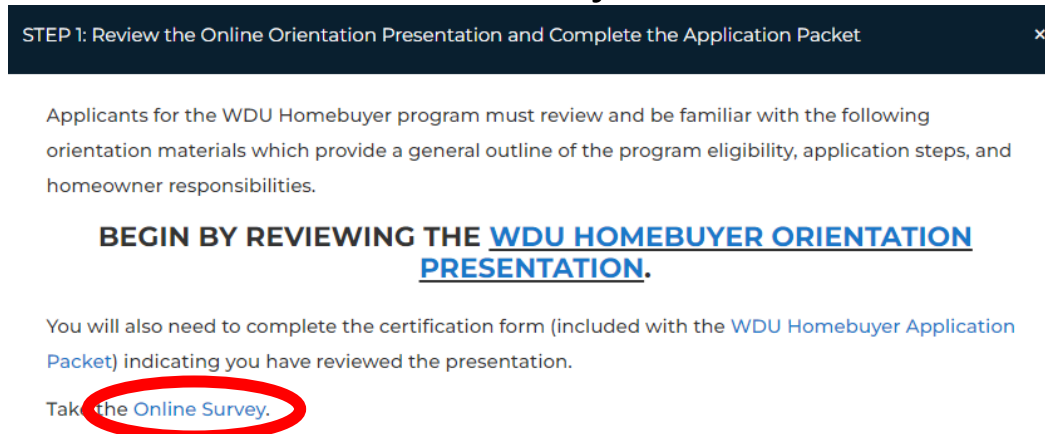 STEP 1: Review the Online Orientation Presentation and Complete the Application Packet ×
Applicants for the WDU Homebuyer program must review and be familiar with the following
orientation materials which provide a general outline of the program eligibility, application steps, and
homeowner responsibilities.
BEGIN BY REVIEWING THE WDU HOMEBUYER ORIENTATION
PRESENTATION.
You will also need to complete the certification form (included with the WDU Homebuyer Application
Packet) indicating you have reviewed the presentation.
Take the Online Survey.